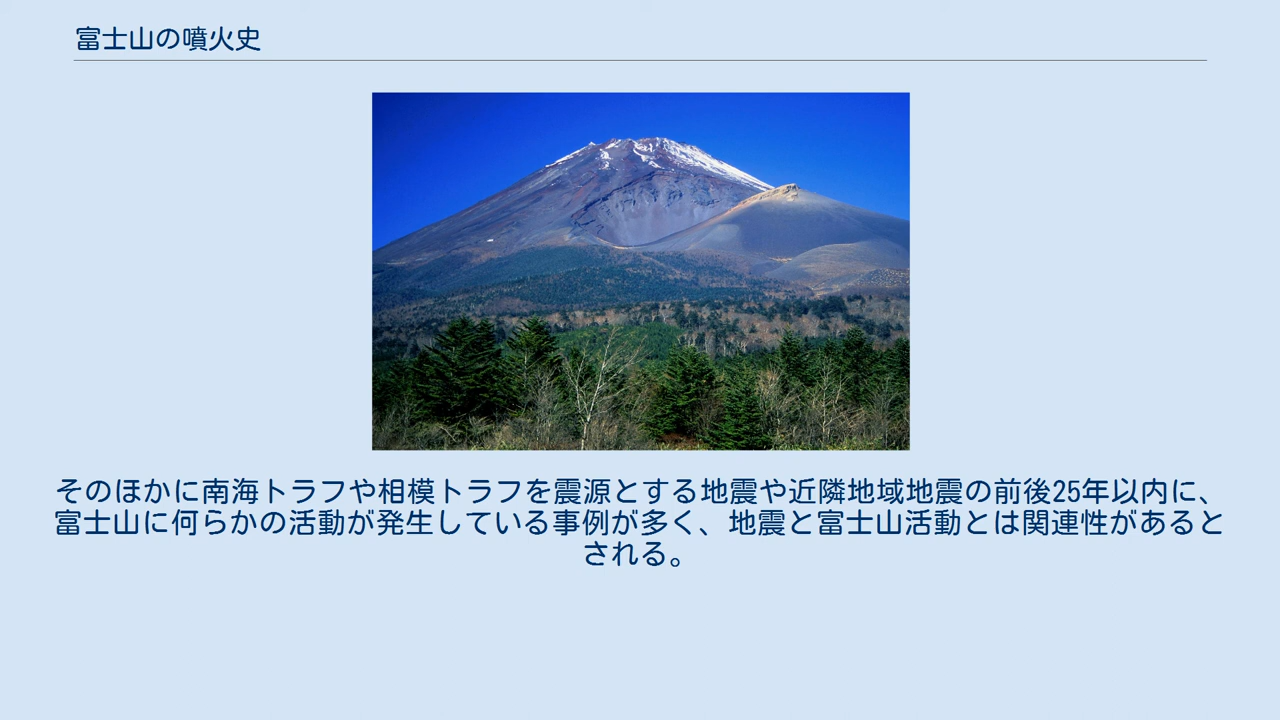 富士山の噴火史
そのほかに南海トラフや相模トラフを震源とする地震や近隣地域地震の前後25年以内に、
富士山に何らかの活動が発生している事例が多く、地震と富士山活動とは関連性があると
される。